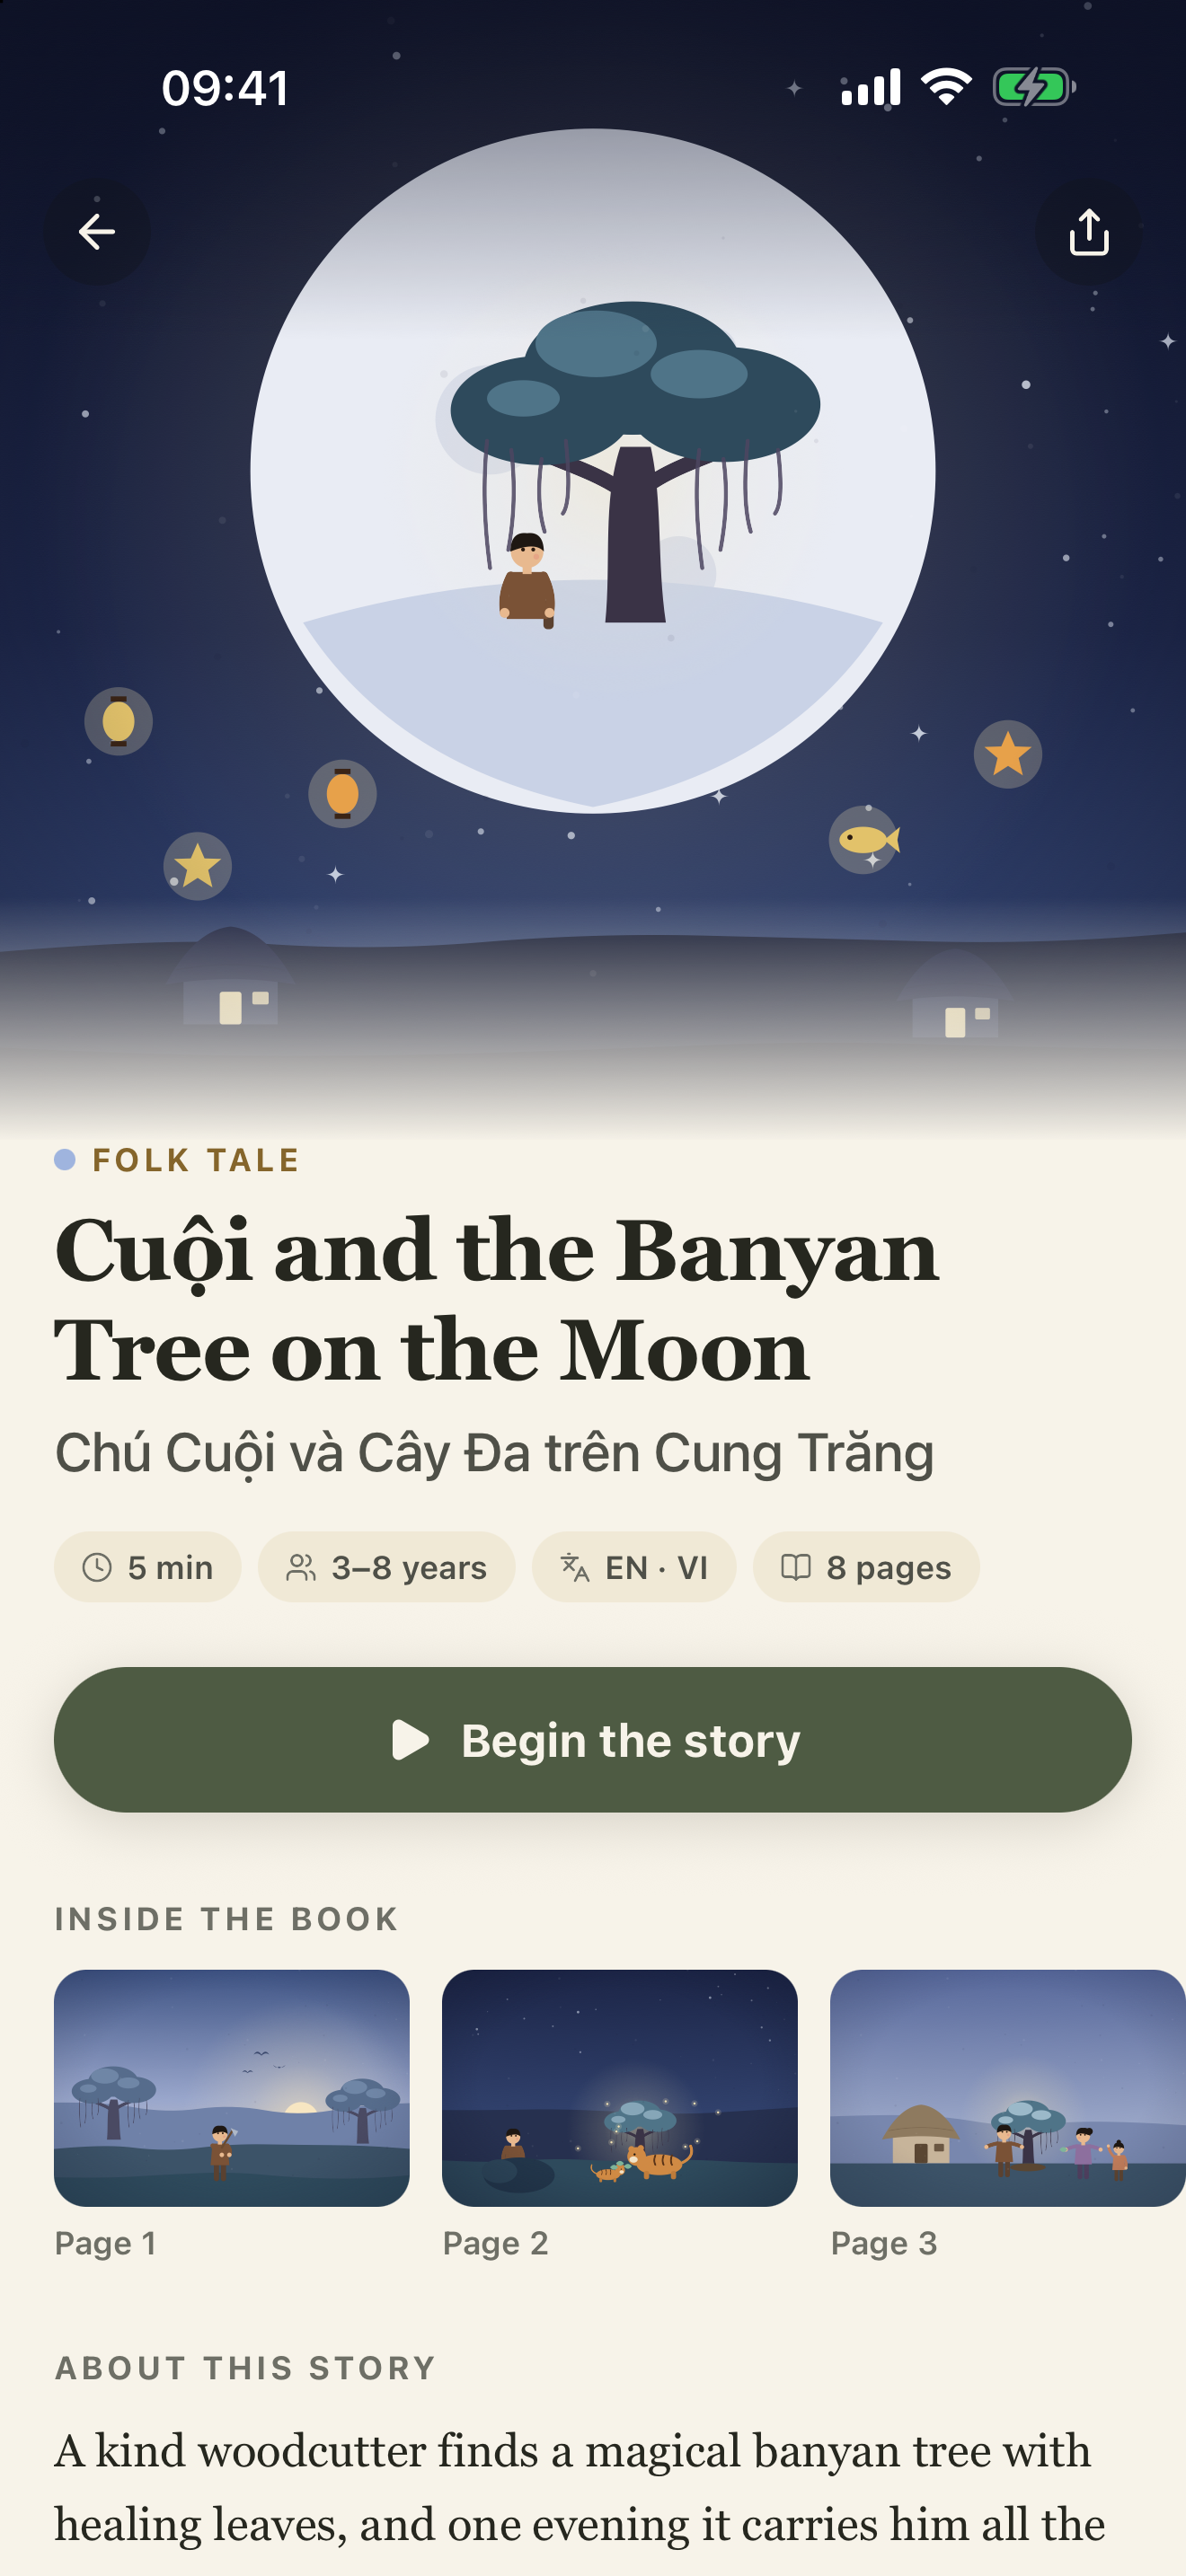 09:41
FOLK TALE
Cuội and the Banyan
Tree on the Moon
Chú Cuội và Cây Đa trên Cung Trăng
5 min
3–8 years
EN · VI
8 pages
Begin the story
INSIDE THE BOOK
Page 1
Page 2
Page 3
ABOUT THIS STORY
A kind woodcutter finds a magical banyan tree with
healing leaves, and one evening it carries him all the